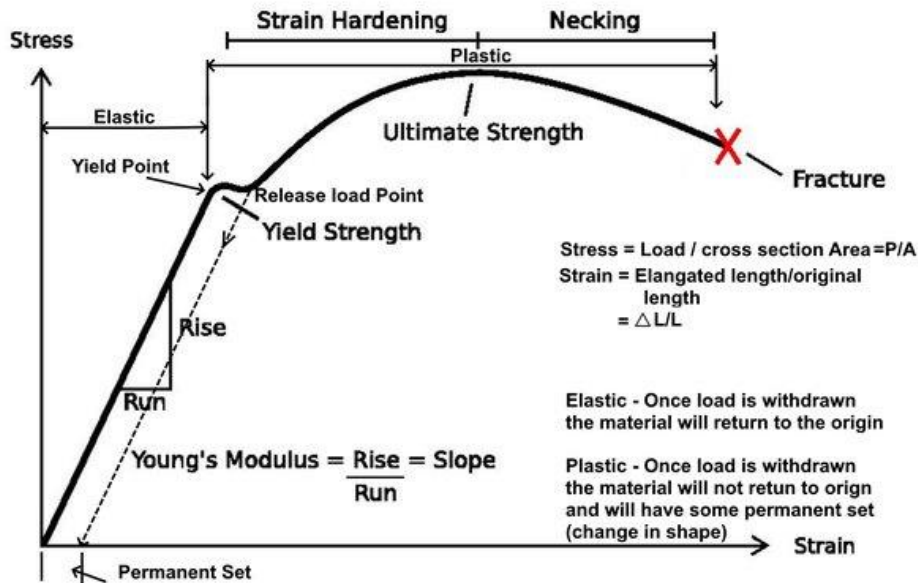 Strain Hardening
Necking
Stress
Plastic
Elastic
Ultimate Strength
Yield Point
Release load Point
Fracture
Yield Strength
Stress = Load / cross section Area =P/A
Strain = Elangated length/original
length
= △L/L
Rise
Run
Elastic - Once load is withdrawn
the material will return to the origin
Young's Modulus = Rise = Slope
Run
Plastic - Once load is withdrawn
the material will not retun to orign
and will have some permanent set
(change in shape)
Strain
Permanent Set